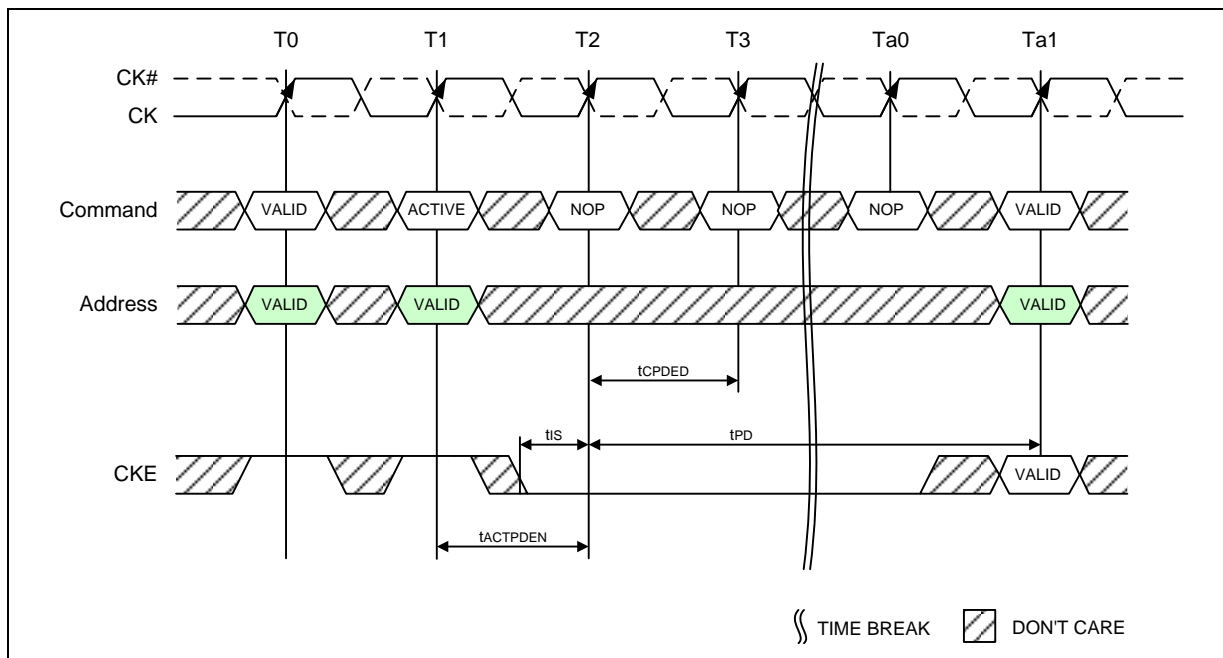 T0 T1 T2 T3 Ta0 Ta1
CK#
CK
Command VALID ACTIVE NOP NOP NOP VALID
Address VALID VALID VALID
tCPDED
tIS tPD
CKE VALID
tACTPDEN
TIME BREAK DON'T CARE